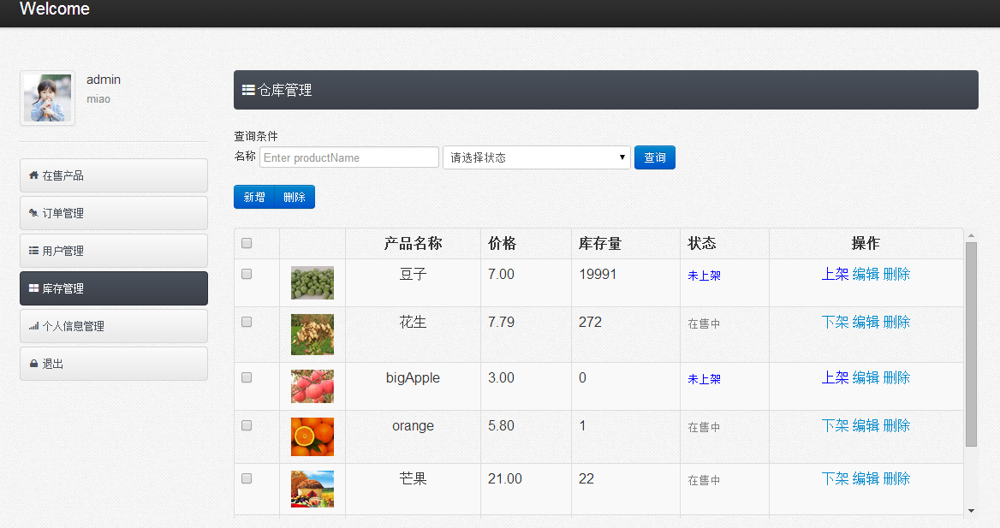 Welcome
admin
miao
在售产品
订单管理
用户管理
库存管理
个人信息管理
退出
仓库管理
查询条件
名称 Enter productName 请选择状态 查询
新增 删除
产品名称 价格 库存量 状态 操作
豆子 7.00 19991 未上架 上架 编辑 删除
花生 7.79 272 在售中 下架 编辑 删除
bigApple 3.00 0 未上架 上架 编辑 删除
orange 5.80 1 在售中 下架 编辑 删除
芒果 21.00 22 在售中 下架 编辑 删除